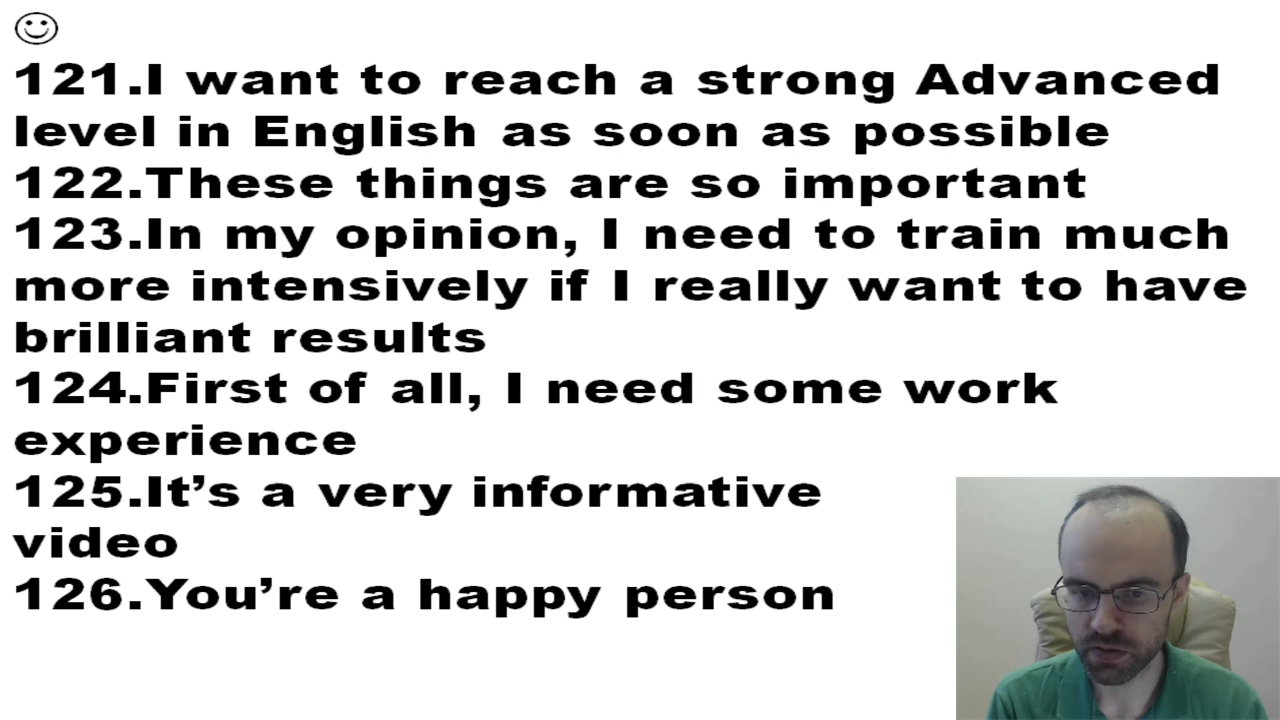 121.I want to reach a strong Advanced
level in English as soon as possible
122.These things are so important
123.In my opinion, I need to train much
more intensively if I really want to have
brilliant results
124.First of all, I need some work
experience
125.It’s a very informative
video
126.You’re a happy person